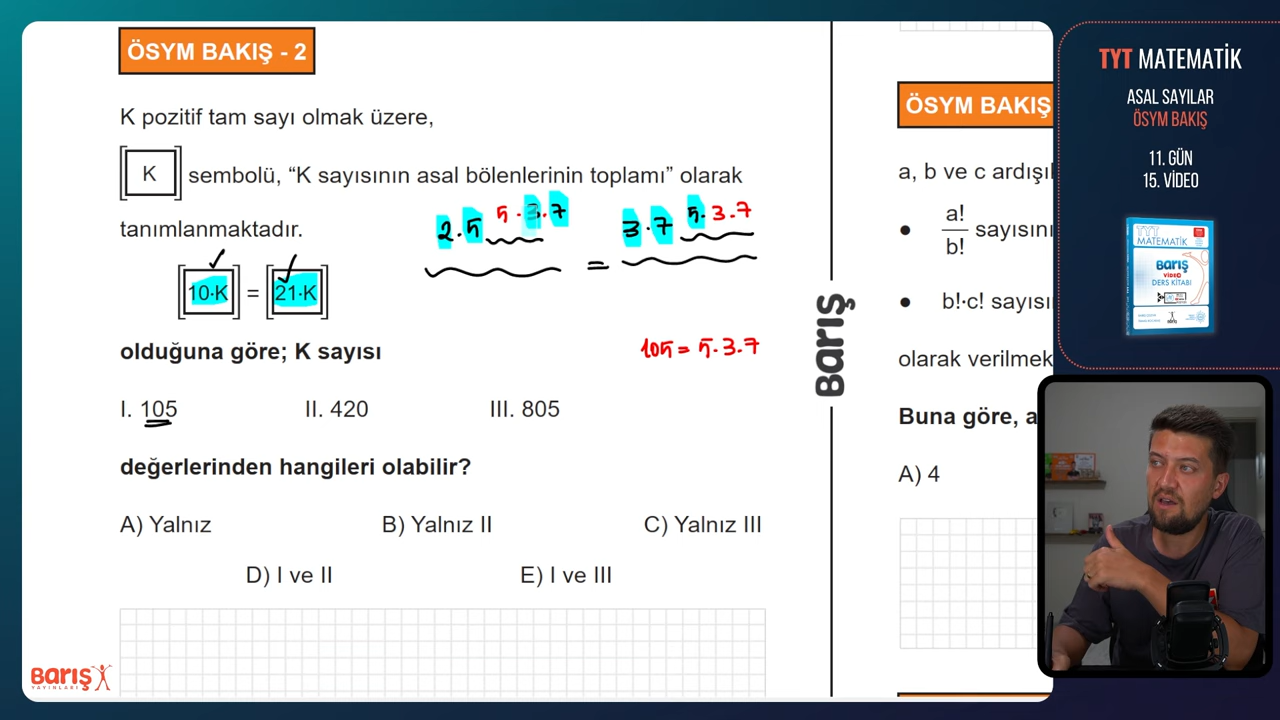 ÖSYM BAKIŞ - 2
K pozitif tam sayı olmak üzere,
K sembolü, “K sayısının asal bölenlerinin toplamı” olarak
tanımlanmaktadır.
2.5 5.3.7 = 3.7 5.3.7
10·K = 21·K
105 = 5.3.7
olduğuna göre; K sayısı
I. 105 II. 420 III. 805
değerlerinden hangileri olabilir?
A) Yalnız B) Yalnız II C) Yalnız III
D) I ve II E) I ve III
BARIŞ
YAYINLARI
Barış
ÖSYM BAKIŞ
a, b ve c ardışı
• a!/b! sayısın
• b!·c! sayısı
olarak verilmek
Buna göre, a
A) 4
TYT MATEMATİK
ASAL SAYILAR
ÖSYM BAKIŞ
11. GÜN
15. VİDEO
TYT
MATEMATİK
BARIŞ
VİDEO
DERS KİTABI